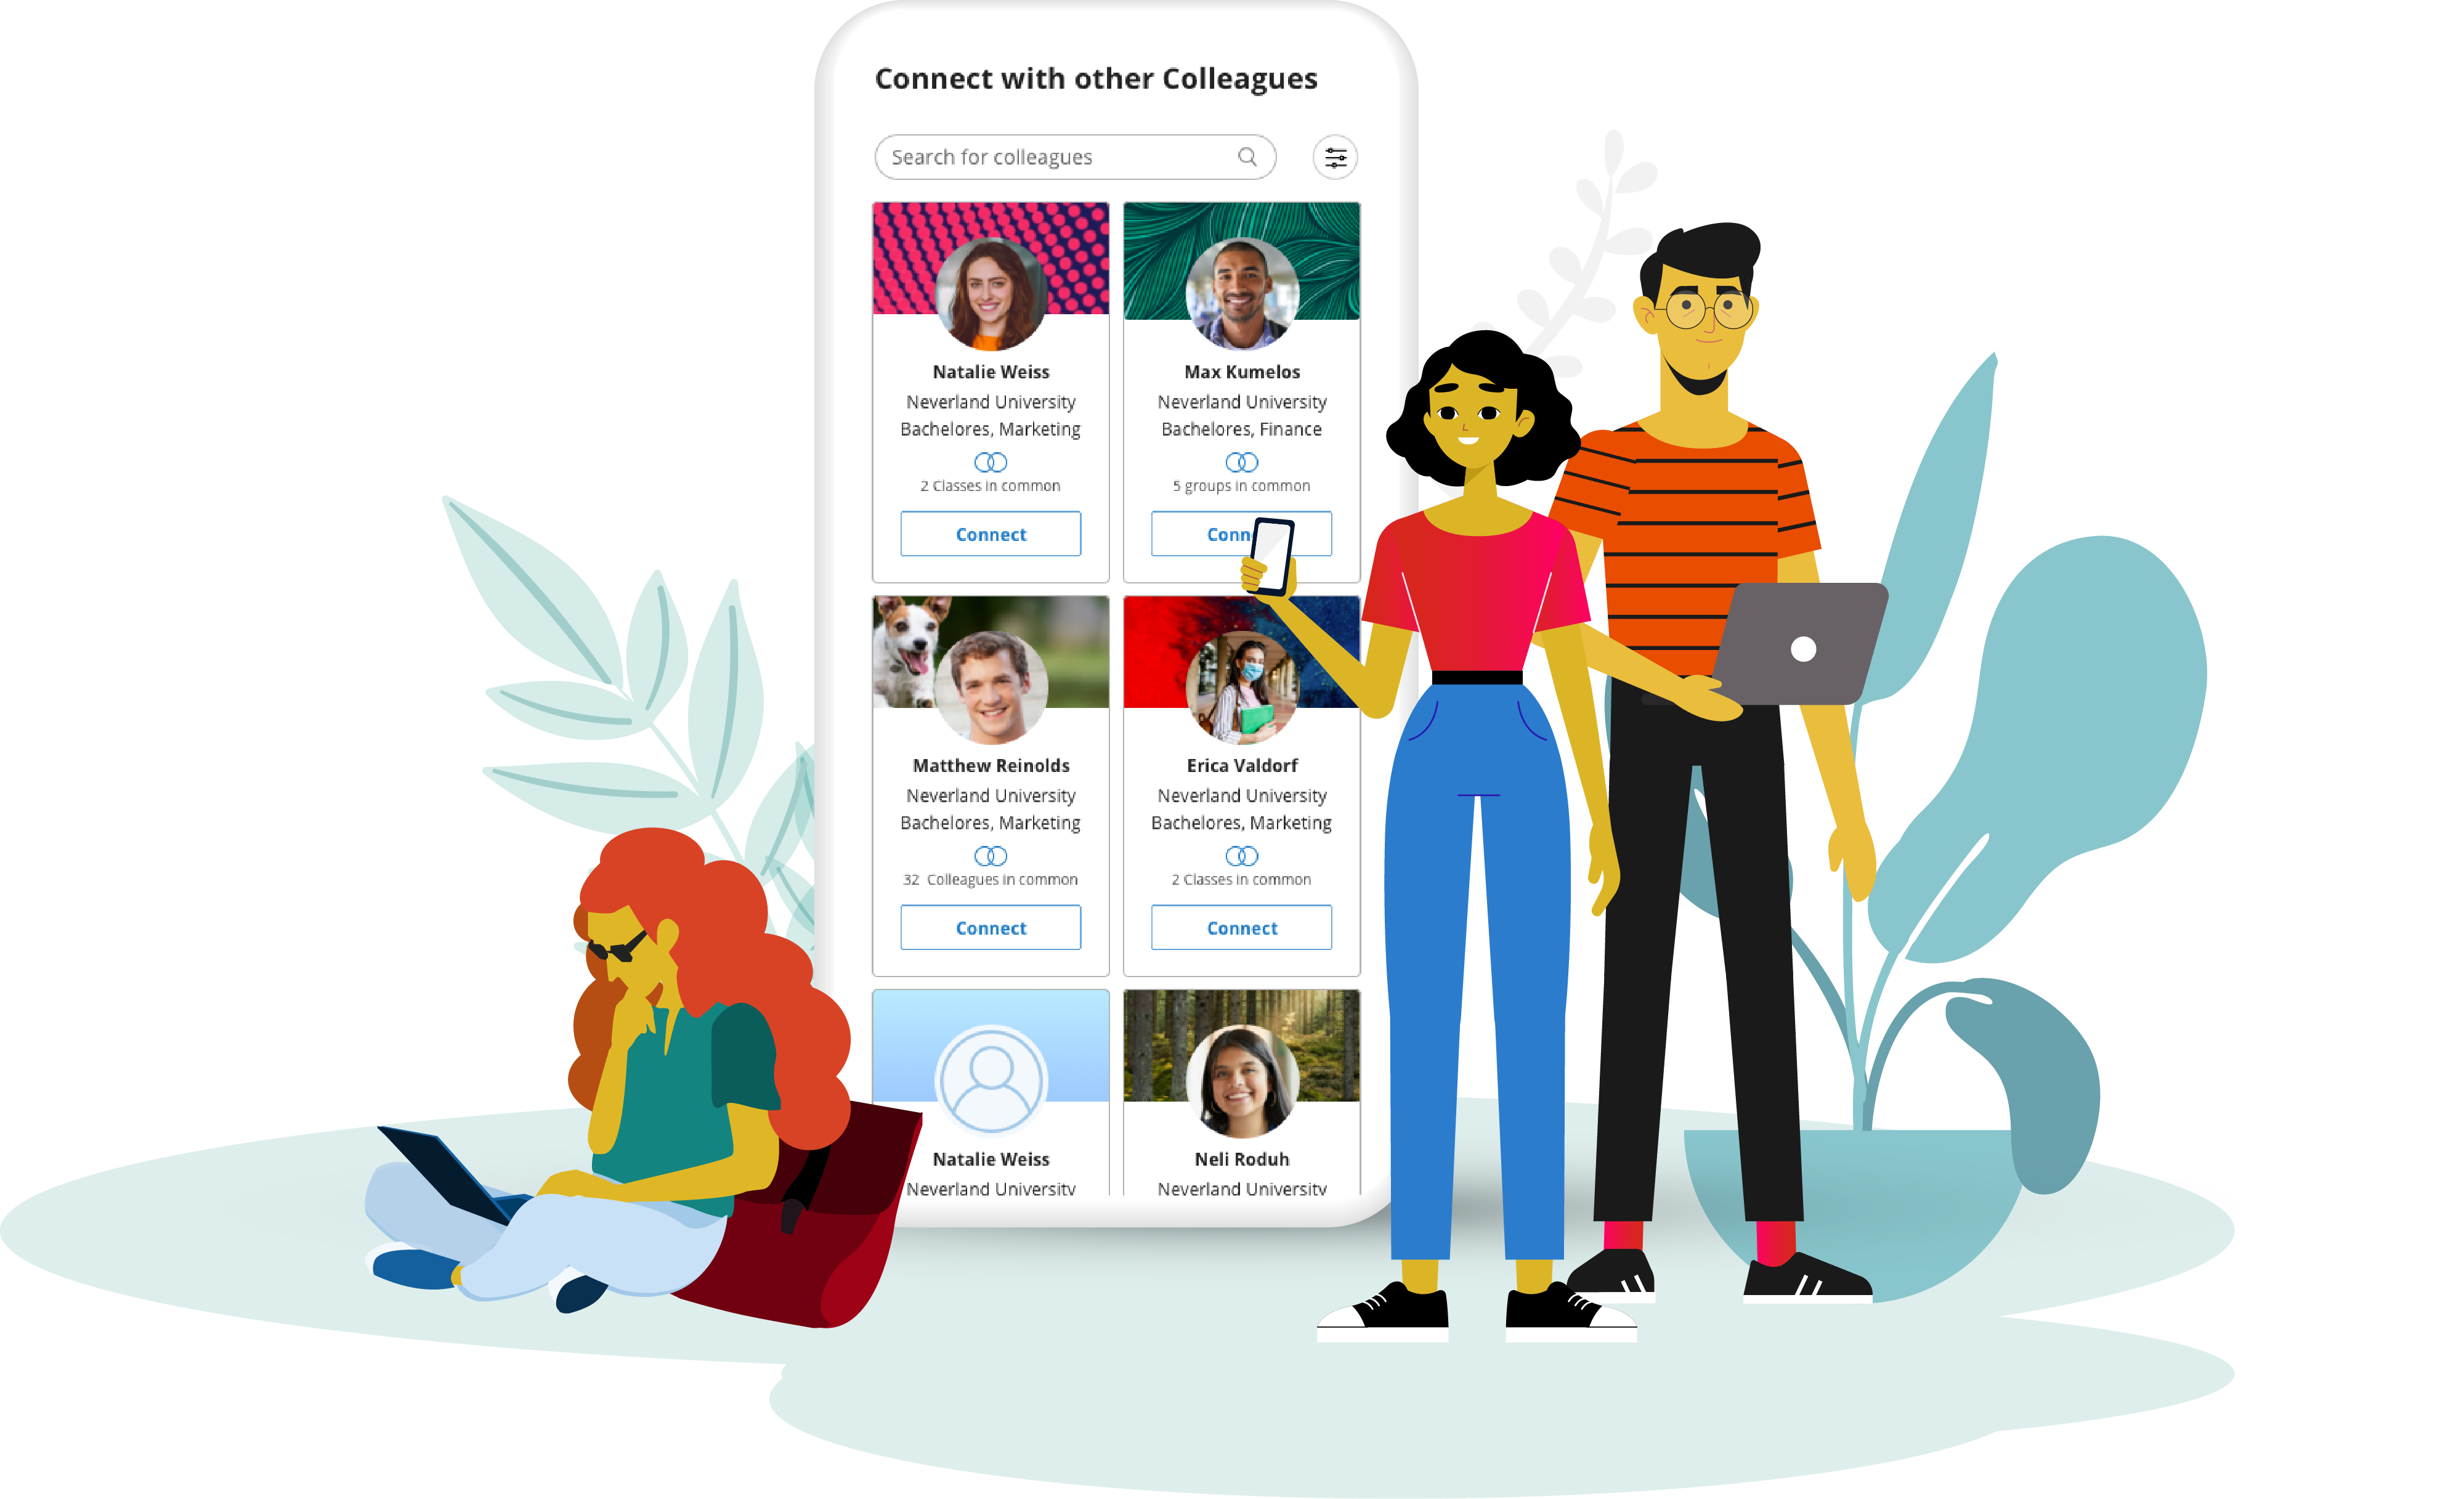 Connect with other Colleagues
Search for colleagues
Natalie Weiss
Neverland University
Bachelores, Marketing
2 Classes in common
Connect
Max Kumelos
Neverland University
Bachelores, Finance
5 groups in common
Conn
Matthew Reinolds
Neverland University
Bachelores, Marketing
32 Colleagues in common
Connect
Erica Valdorf
Neverland University
Bachelores, Marketing
2 Classes in common
Connect
Natalie Weiss
Neverland University
Neli Roduh
Neverland University